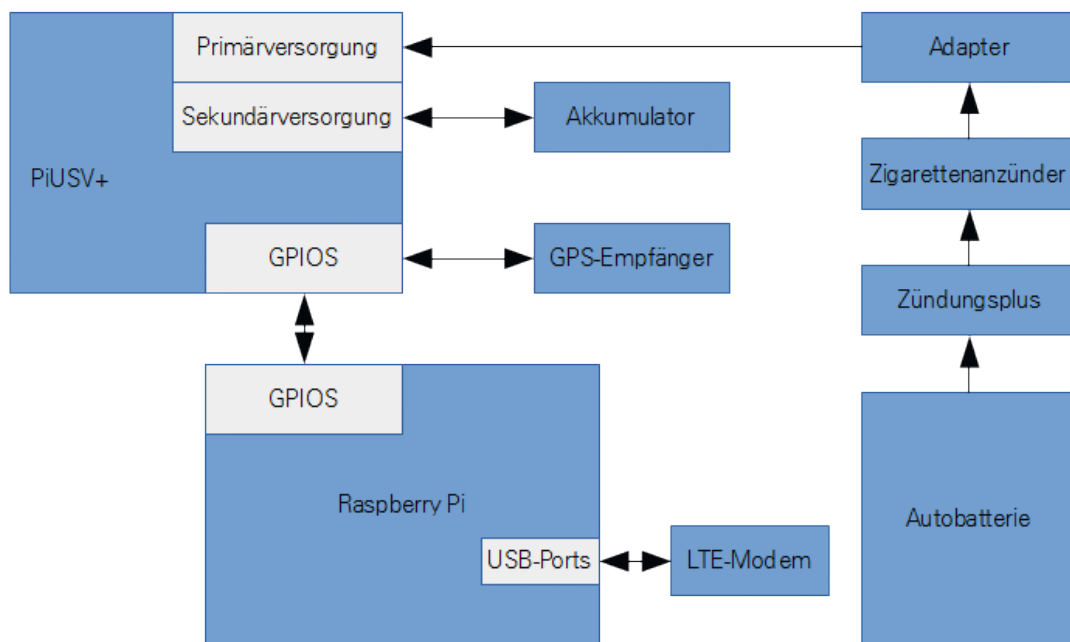 Primärversorgung
Adapter
Sekundärversorgung
Akkumulator
PiUSV+
Zigarettenanzünder
GPIOS
GPS-Empfänger
Zündungsplus
GPIOS
Raspberry Pi
Autobatterie
USB-Ports
LTE-Modem